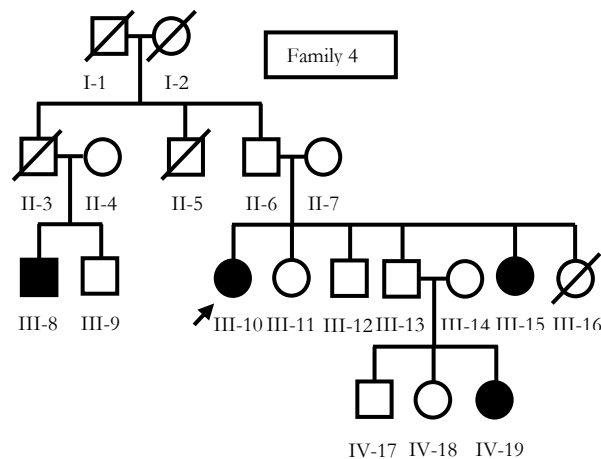 Family 4
I-1 I-2
II-3 II-4 II-5 II-6 II-7
III-8 III-9 III-10 III-11 III-12 III-13 III-14 III-15 III-16
IV-17 IV-18 IV-19